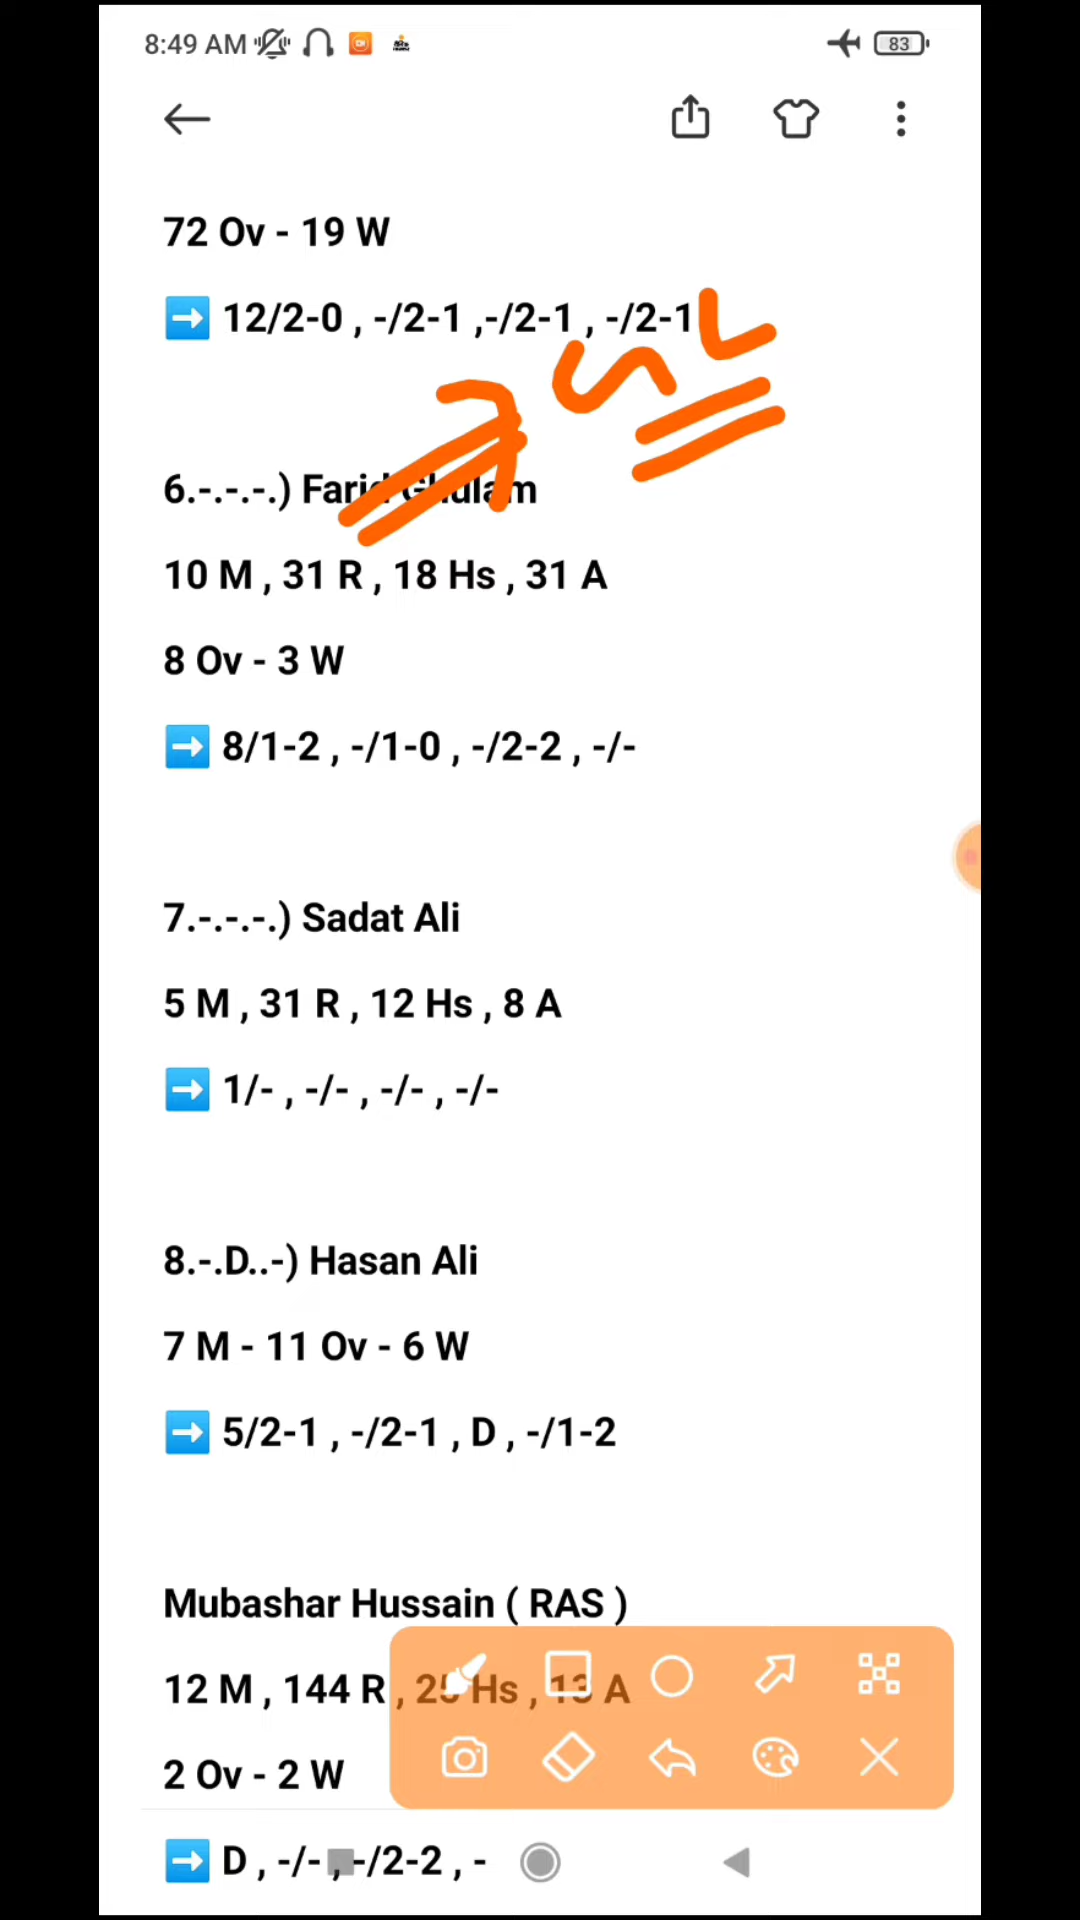 8:49 AM
83
72 Ov - 19 W
➡️ 12/2-0 , -/2-1 ,-/2-1 , -/2-1
6.-.-.-.) Farid Ghulam
10 M , 31 R , 18 Hs , 31 A
8 Ov - 3 W
➡️ 8/1-2 , -/1-0 , -/2-2 , -/-
7.-.-.-.) Sadat Ali
5 M , 31 R , 12 Hs , 8 A
➡️ 1/- , -/- , -/- , -/-
8.-.D..-) Hasan Ali
7 M - 11 Ov - 6 W
➡️ 5/2-1 , -/2-1 , D , -/1-2
Mubashar Hussain ( RAS )
12 M , 144 R , Hs , 13 A
2 Ov - 2 W
➡️ D , -/- , -/2-2 , -